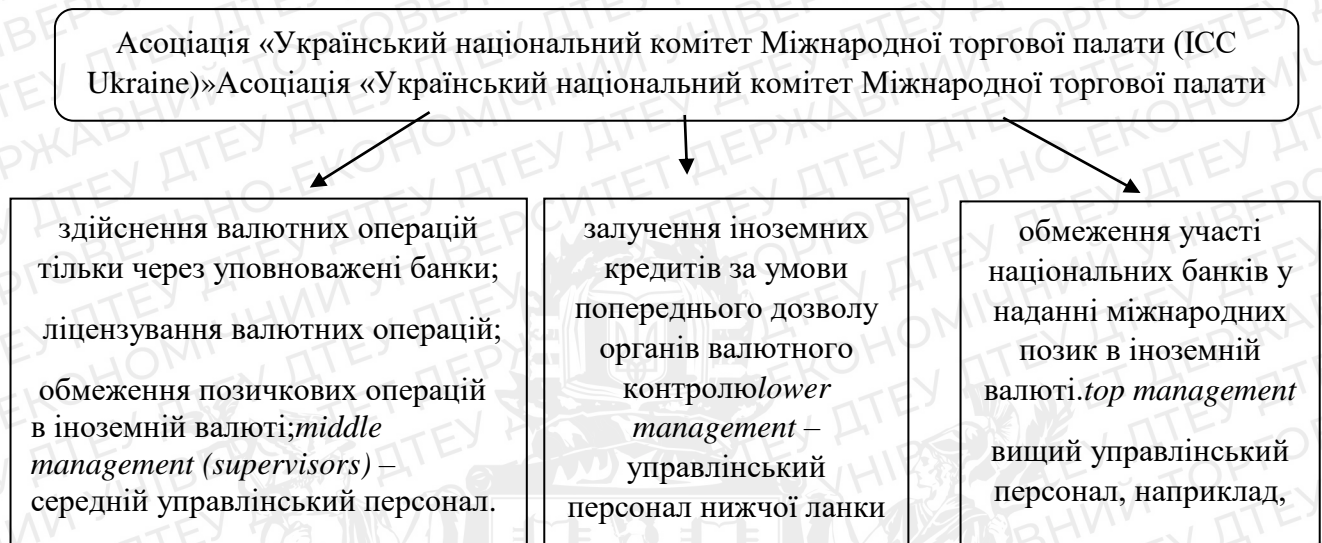 Асоціація «Український національний комітет Міжнародної торгової палати (ICC
Ukraine)»Асоціація «Український національний комітет Міжнародної торгової палати
здійснення валютних операцій
тільки через уповноважені банки;
ліцензування валютних операцій;
обмеження позичкових операцій
в іноземній валюті;middle
management (supervisors) –
середній управлінський персонал.
залучення іноземних
кредитів за умови
попереднього дозволу
органів валютного
контролюlower
management –
управлінський
персонал нижчої ланки
обмеження участі
національних банків у
наданні міжнародних
позик в іноземній
валюті.top management
вищий управлінський
персонал, наприклад,